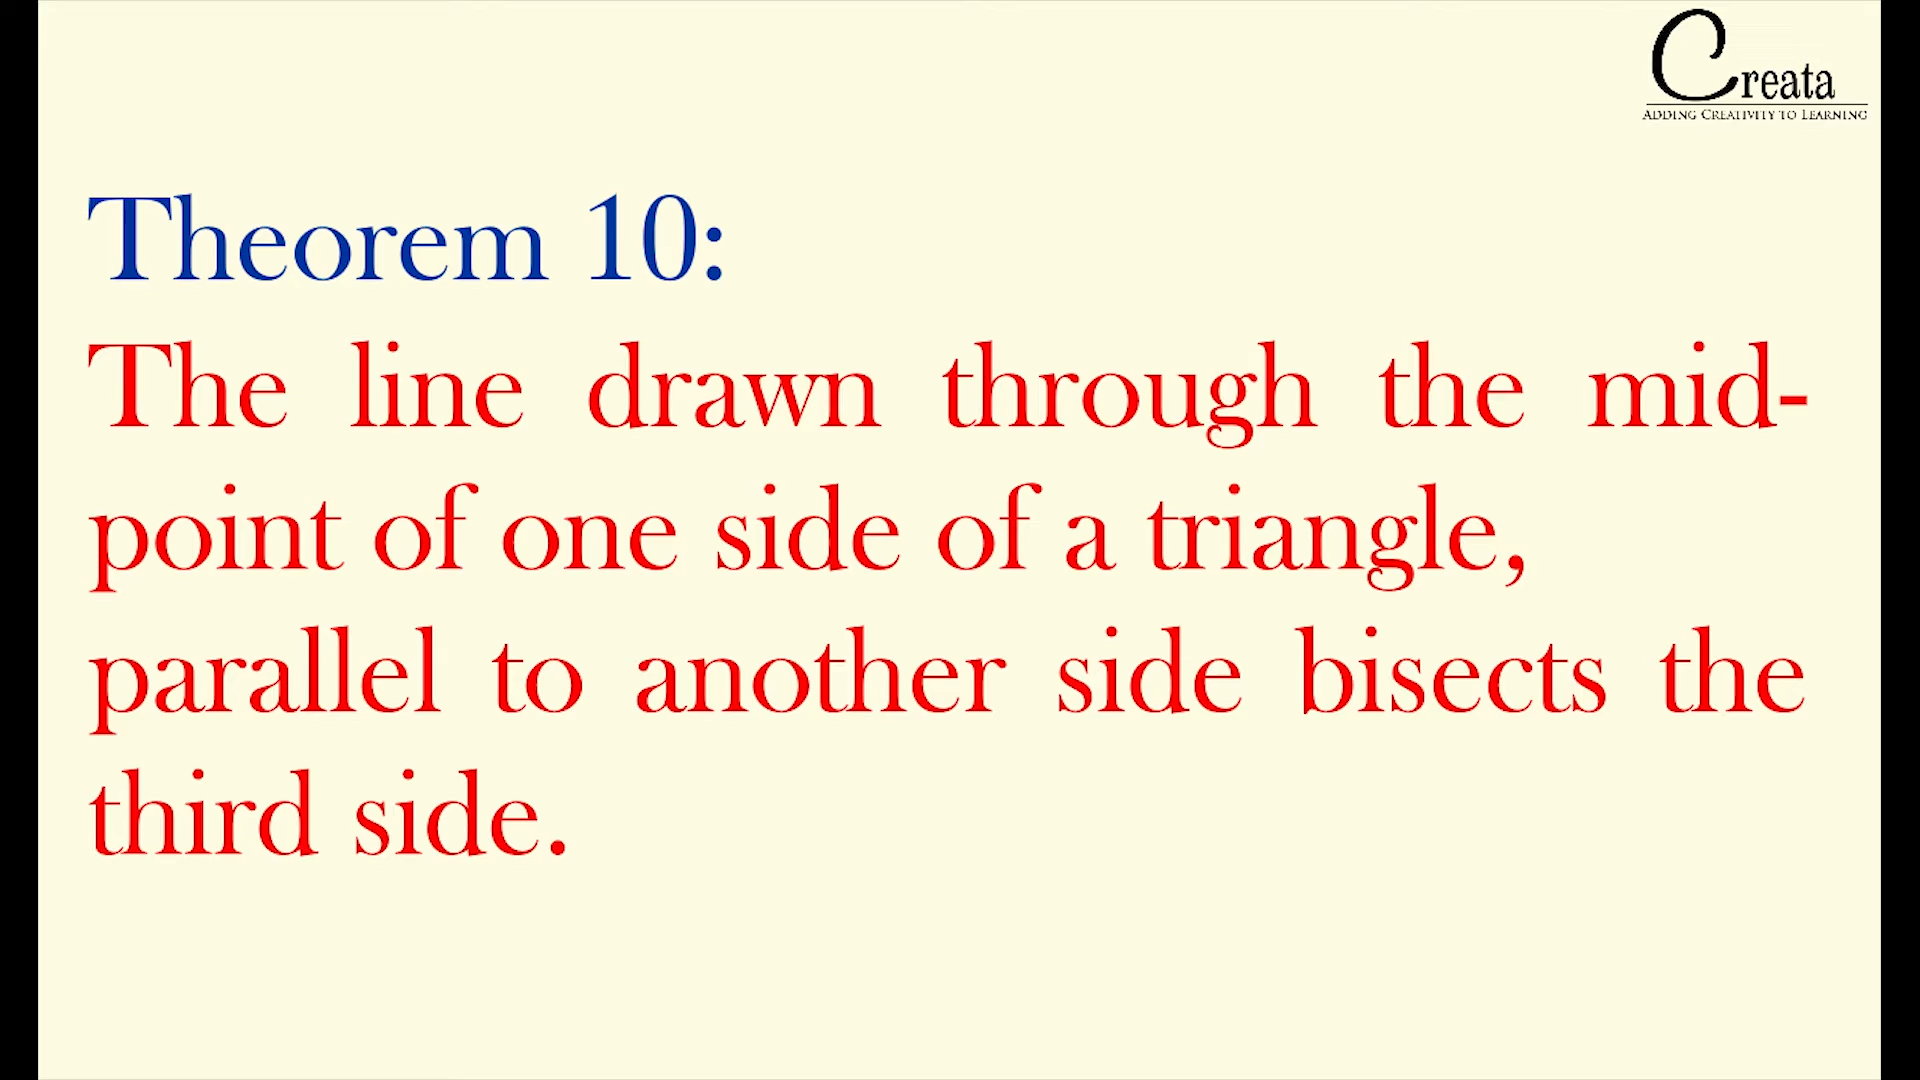 Creata
ADDING CREATIVITY TO LEARNING
Theorem 10:
The line drawn through the mid-
point of one side of a triangle,
parallel to another side bisects the
third side.